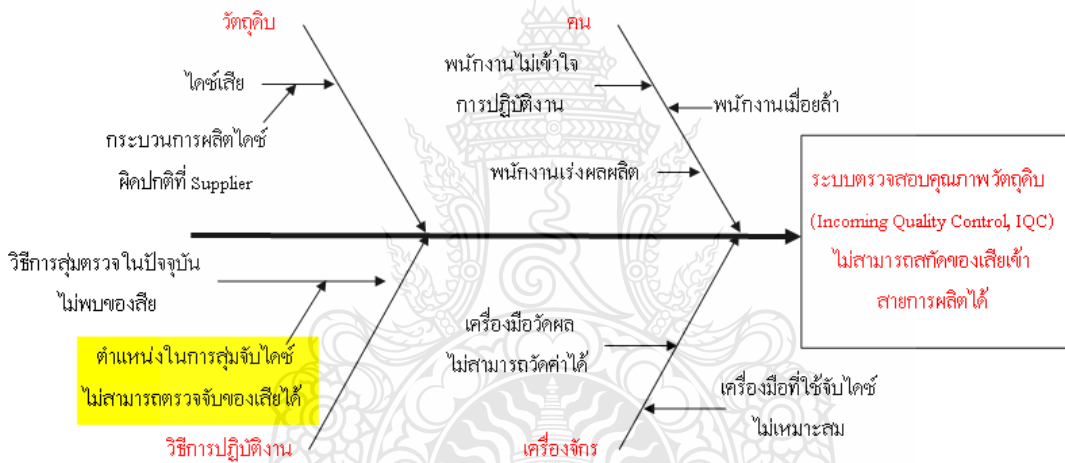 วัตถุดิบ
คน
ไดซ์เสีย
กระบวนการผลิตไดซ์
ผิดปกติที่ Supplier
พนักงานไม่เข้าใจ
การปฏิบัติงาน
พนักงานเมื่อยล้า
พนักงานเร่งผลผลิต
ระบบตรวจสอบคุณภาพวัตถุดิบ
(Incoming Quality Control, IQC)
ไม่สามารถสกัดของเสียเข้า
สายการผลิตได้
วิธีการสุ่มตรวจในปัจจุบัน
ไม่พบของสีย
ตำแหน่งในการสุ่มจับไดซ์
ไม่สามารถตรวจจับของเสียได้
เครื่องมือวัดผล
ไม่สามารถวัดค่าได้
เครื่องมือที่ใช้จับไดซ์
ไม่เหมาะสม
วิธีการปฏิบัติงาน
เครื่องจักร